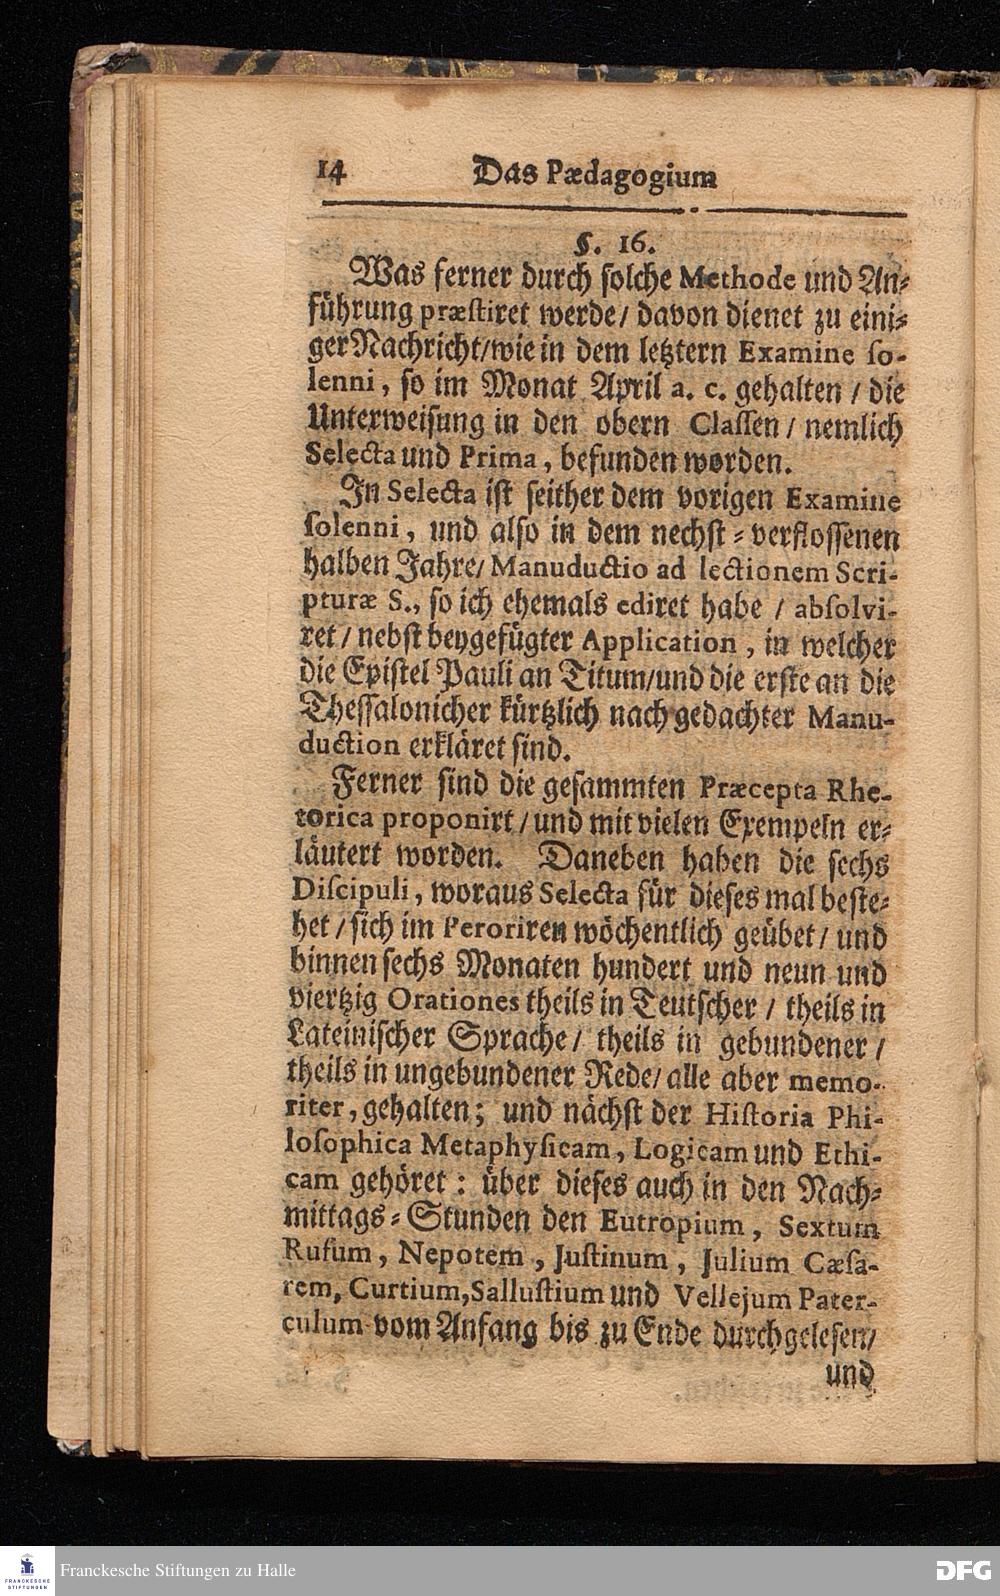 14 Das Pædagogium
§. 16.
Was ferner durch solche Methode und An-
führung præstiret werde / davon dienet zu eini-
ger Nachricht/wie in dem letztern Examine so-
lenni, so im Monat April a. c. gehalten / die
Unterweisung in den obern Classen / nemlich
Selecta und Prima, befunden worden.
In Selecta ist seither dem vorigen Examine
solenni, und also in dem nechst-verflossenen
halben Jahre/ Manuductio ad lectionem Scri-
pturæ S., so ich ehemals ediret habe / absolvi-
ret / nebst beygefügter Application, in welcher
die Epistel Pauli an Titum/und die erste an die
Thessalonicher kürtzlich nach gedachter Manu-
duction erkläret sind.
Ferner sind die gesammten Præcepta Rhe-
torica proponirt / und mit vielen Exempeln er-
läutert worden. Daneben haben die sechs
Discipuli, woraus Selecta für dieses mal beste-
het / sich im Peroriren wöchentlich geübet / und
binnen sechs Monaten hundert und neun und
viertzig Orationes theils in Teutscher / theils in
Lateinischer Sprache / theils in gebundener /
theils in ungebundener Rede/ alle aber memo-
riter, gehalten; und nächst der Historia Phi-
losophica Metaphysicam, Logicam und Ethi-
cam gehöret: über dieses auch in den Nach-
mittags-Stunden den Eutropium, Sextum
Rufum, Nepotem, Justinum, Julium Cæsa-
rem, Curtium, Sallustium und Vellejum Pater-
culum vom Anfang bis zu Ende durchgelesen/
und
FRANCKESCHE STIFTUNGEN
Franckesche Stiftungen zu Halle
DFG